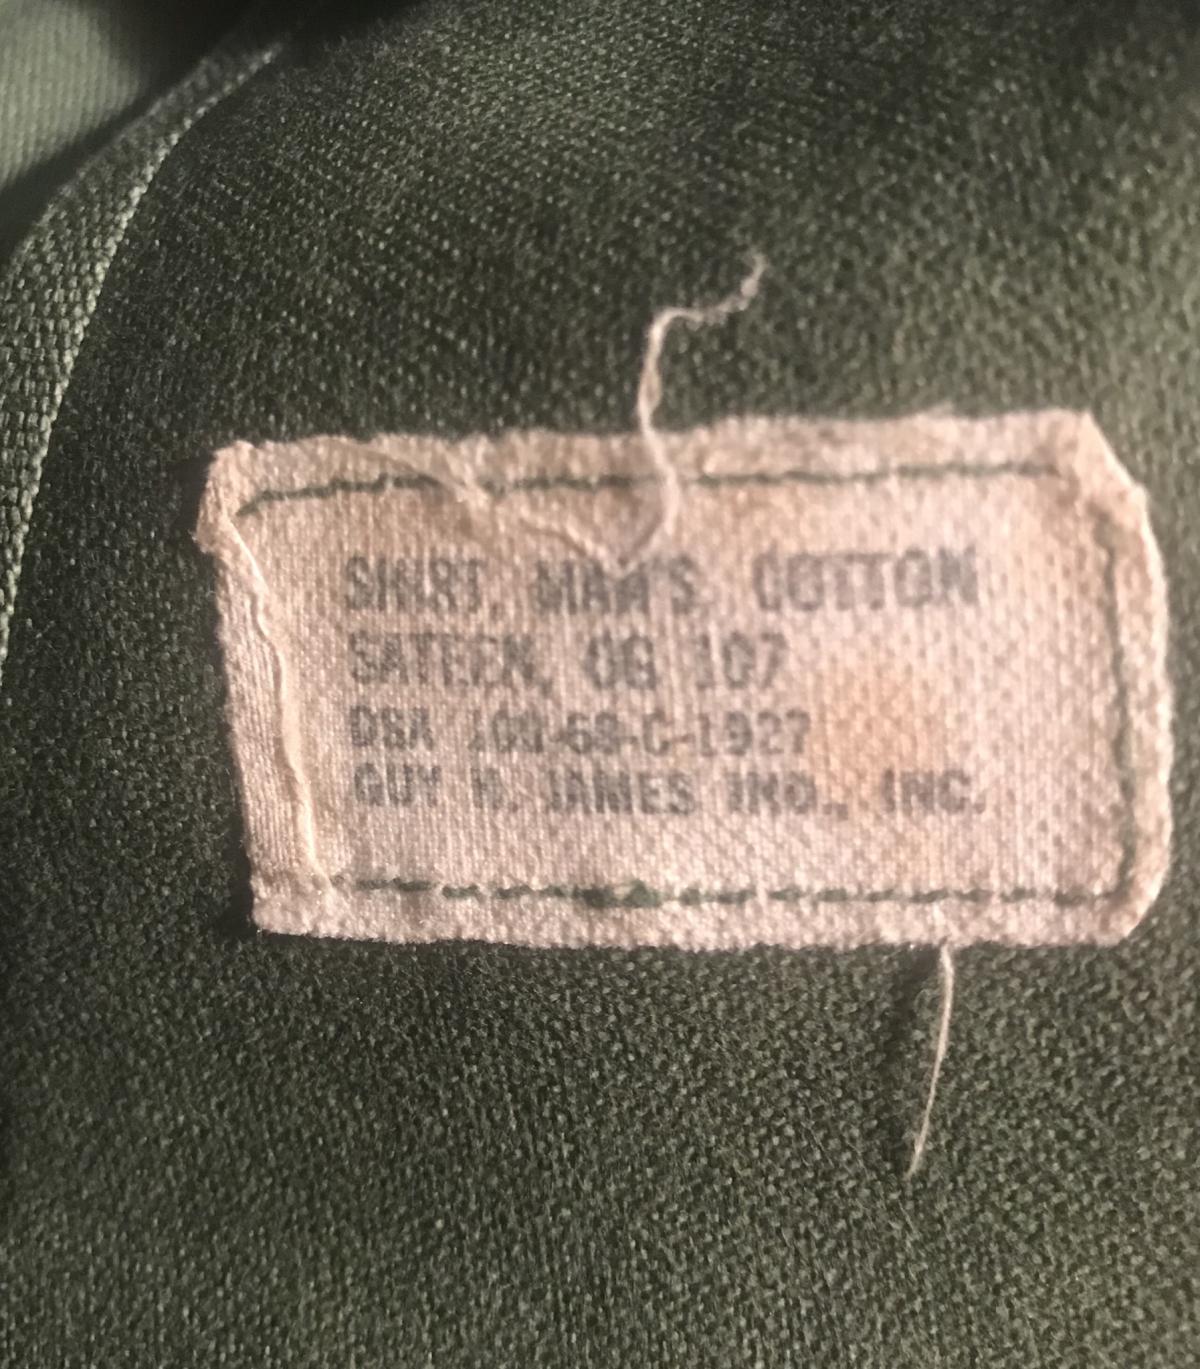 SHIRT, MAN'S, COTTON
SATEEN, OG 107
DSA 100-68-C-1927
GUY H. JAMES IND., INC.